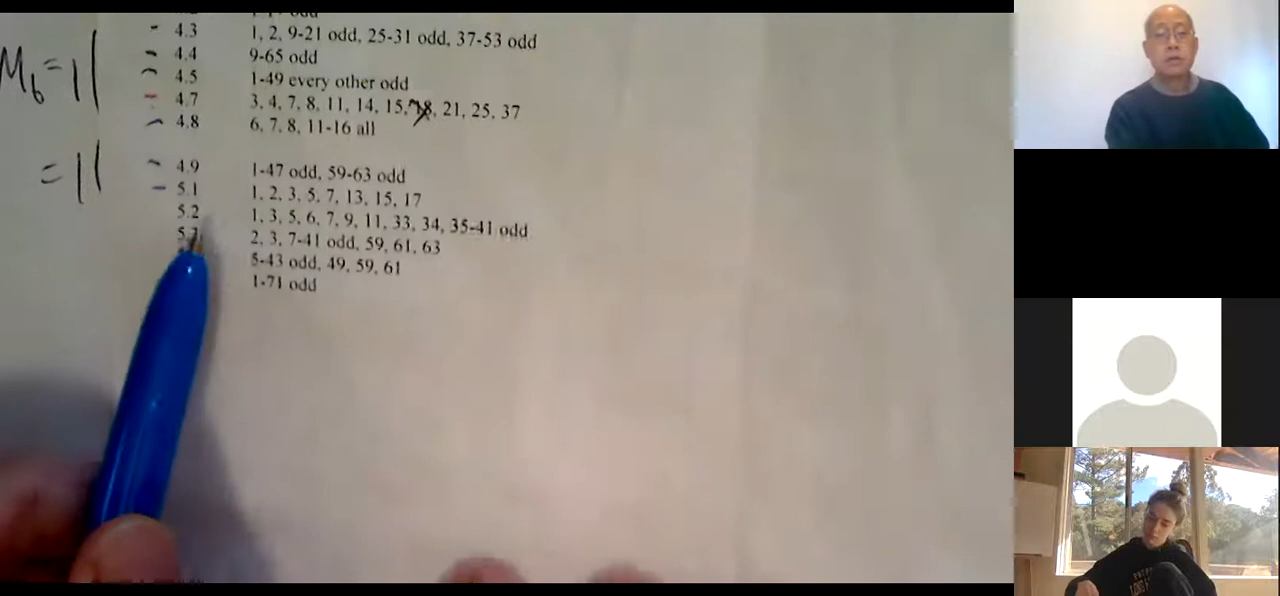 4.3 1, 2, 9-21 odd, 25-31 odd, 37-53 odd
4.4 9-65 odd
M6 = 11
4.5 1-49 every other odd
4.7 3, 4, 7, 8, 11, 14, 15, 18, 21, 25, 37
4.8 6, 7, 8, 11-16 all
= 11
4.9 1-47 odd, 59-63 odd
5.1 1, 2, 3, 5, 7, 13, 15, 17
5.2 1, 3, 5, 6, 7, 9, 11, 33, 34, 35-41 odd
2, 3, 7-41 odd, 59, 61, 63
5-43 odd, 49, 59, 61
1-71 odd